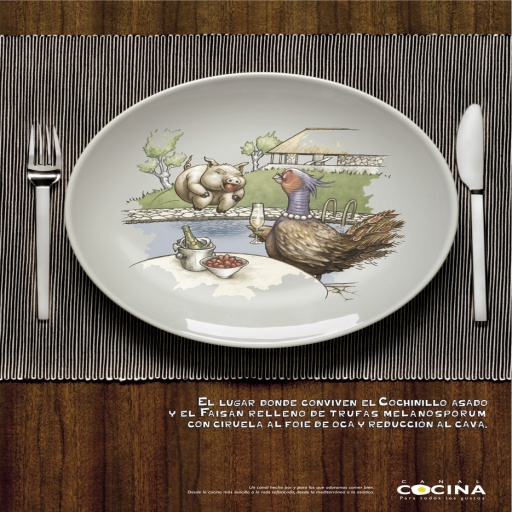 El lugar donde conviven el Cochinillo asado
y el Faisán relleno de trufas melanosporum
con ciruela al foie de oca y reducción al cava.
Un canal hecho por y para los que adoramos comer bien.
Desde la cocina más sencilla a la más sofisticada, desde la mediterránea a la asiática.
CANAL
COCINA
Para todos los gustos